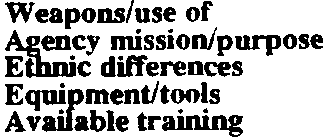 Weapons/use of
Agency mission/purpose
Ethnic differences
Equipment/tools
Available training